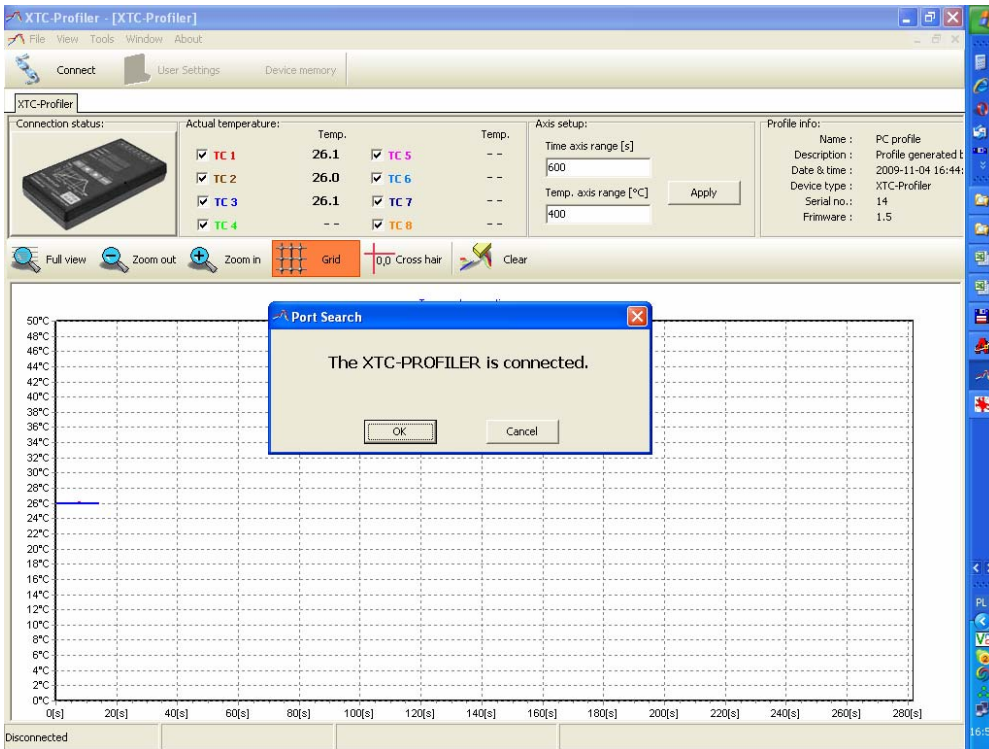 XTC-Profiler - [XTC-Profiler]
File View Tools Window About
Connect User Settings Device memory
XTC-Profiler
Connection status:
Actual temperature:
Temp. Temp.
TC 1 26.1 TC 5 --
TC 2 26.0 TC 6 --
TC 3 26.1 TC 7 --
TC 4 -- TC 8 --
Axis setup:
Time axis range [s]
600
Temp. axis range [°C]
400
Apply
Profile info:
Name : PC profile
Description : Profile generated
Date & time : 2009-11-04 16:44:
Device type : XTC-Profiler
Serial no.: 14
Frimware : 1.5
Full view Zoom out Zoom in Grid 0,0 Cross hair Clear
Port Search
The XTC-PROFILER is connected.
OK Cancel
50°C
48°C
46°C
44°C
42°C
40°C
38°C
36°C
34°C
32°C
30°C
28°C
26°C
24°C
22°C
20°C
18°C
16°C
14°C
12°C
10°C
8°C
6°C
4°C
2°C
0°C
0[s] 20[s] 40[s] 60[s] 80[s] 100[s] 120[s] 140[s] 160[s] 180[s] 200[s] 220[s] 240[s] 260[s] 280[s]
Disconnected
PL